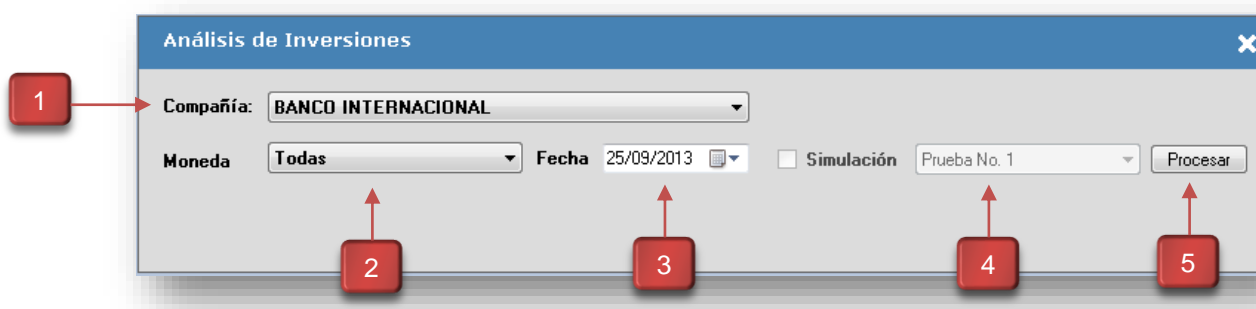 Análisis de Inversiones
1
Compañía: BANCO INTERNACIONAL
Moneda Todas Fecha 25/09/2013 Simulación Prueba No. 1 Procesar
2 3 4 5